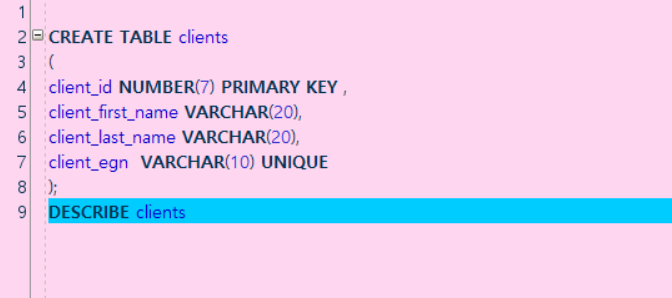 1
2 CREATE TABLE clients
3 (
4 client_id NUMBER(7) PRIMARY KEY ,
5 client_first_name VARCHAR(20),
6 client_last_name VARCHAR(20),
7 client_egn  VARCHAR(10) UNIQUE
8 );
9 DESCRIBE clients